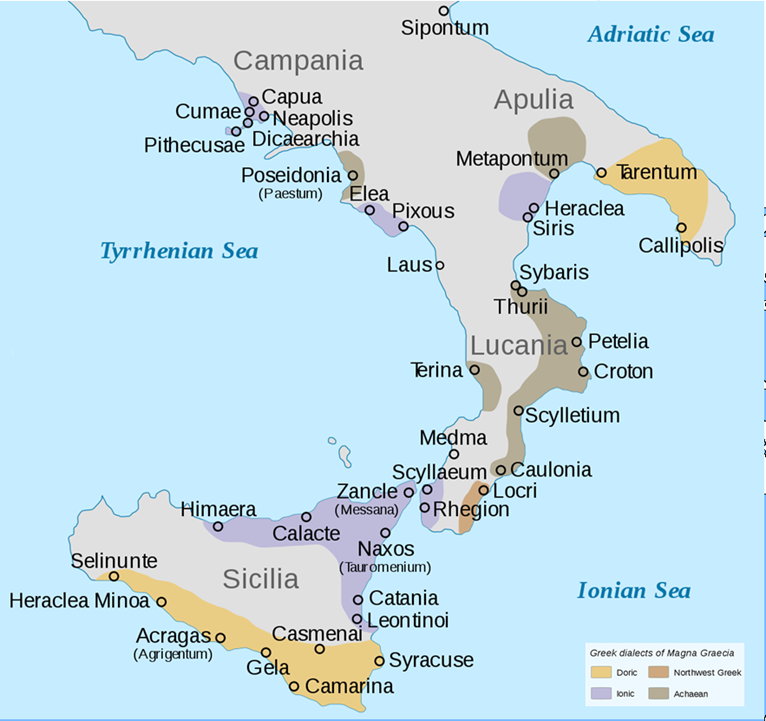 Sipontum
Adriatic Sea
Campania
Capua
Apulia
Cumae
Neapolis
Pithecusae
Dicaearchia
Metapontum
Tarentum
Poseidonia
(Paestum)
Elea
Pixous
Heraclea
Siris
Callipolis
Tyrrhenian Sea
Laus
Sybaris
Thurii
Lucania
Petelia
Terina
Croton
Scylletium
Medma
Scyllaeum
Caulonia
Zancle
(Messana)
Locri
Rhegion
Himaera
Calacte
Naxos
(Tauromenium)
Selinunte
Sicilia
Ionian Sea
Heraclea Minoa
Catania
Leontinoi
Acragas
(Agrigentum)
Casmenai
Gela
Syracuse
Camarina
Greek dialects of Magna Graecia
Doric
Northwest Greek
Ionic
Achaean